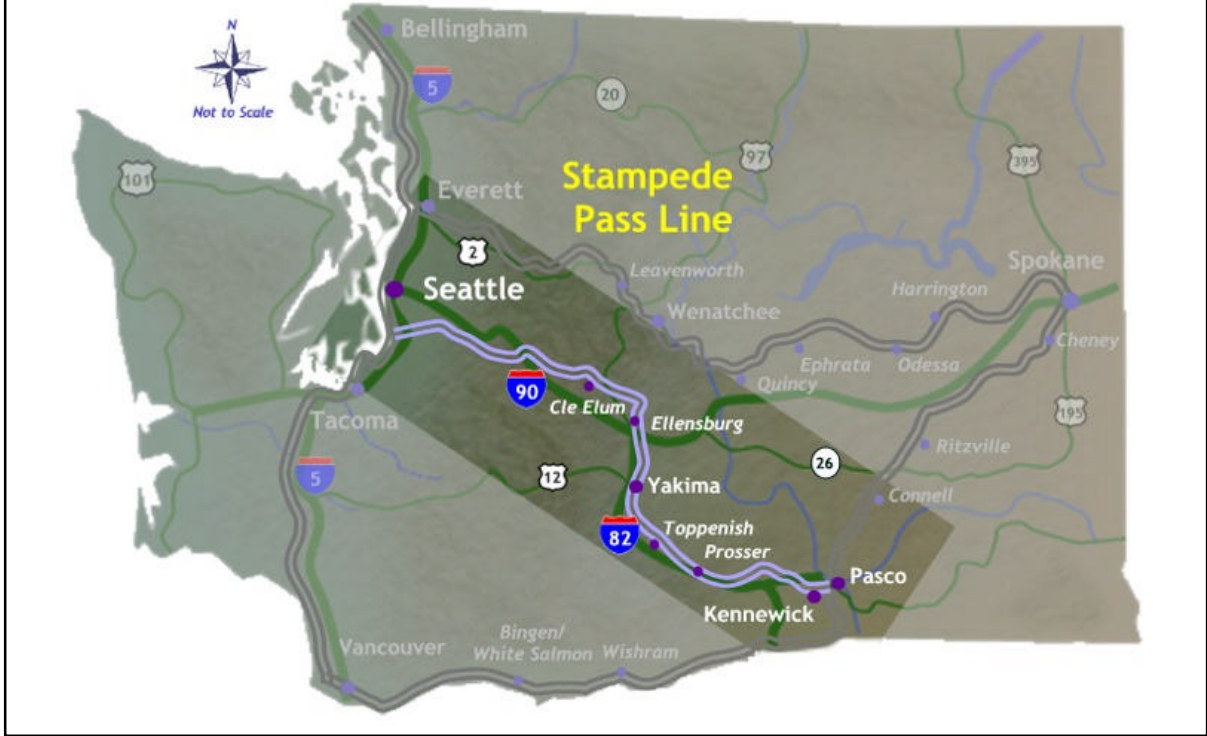 N
Not to Scale
Bellingham
5
20
97
395
101
Stampede
Pass Line
Everett
2
Leavenworth
Spokane
Seattle
Harrington
Wenatchee
Cheney
Ephrata
Odessa
Quincy
90
Cle Elum
195
Tacoma
Ellensburg
Ritzville
26
5
12
Yakima
Connell
82
Toppenish
Prosser
Pasco
Kennewick
Vancouver
Bingen/
White Salmon
Wishram